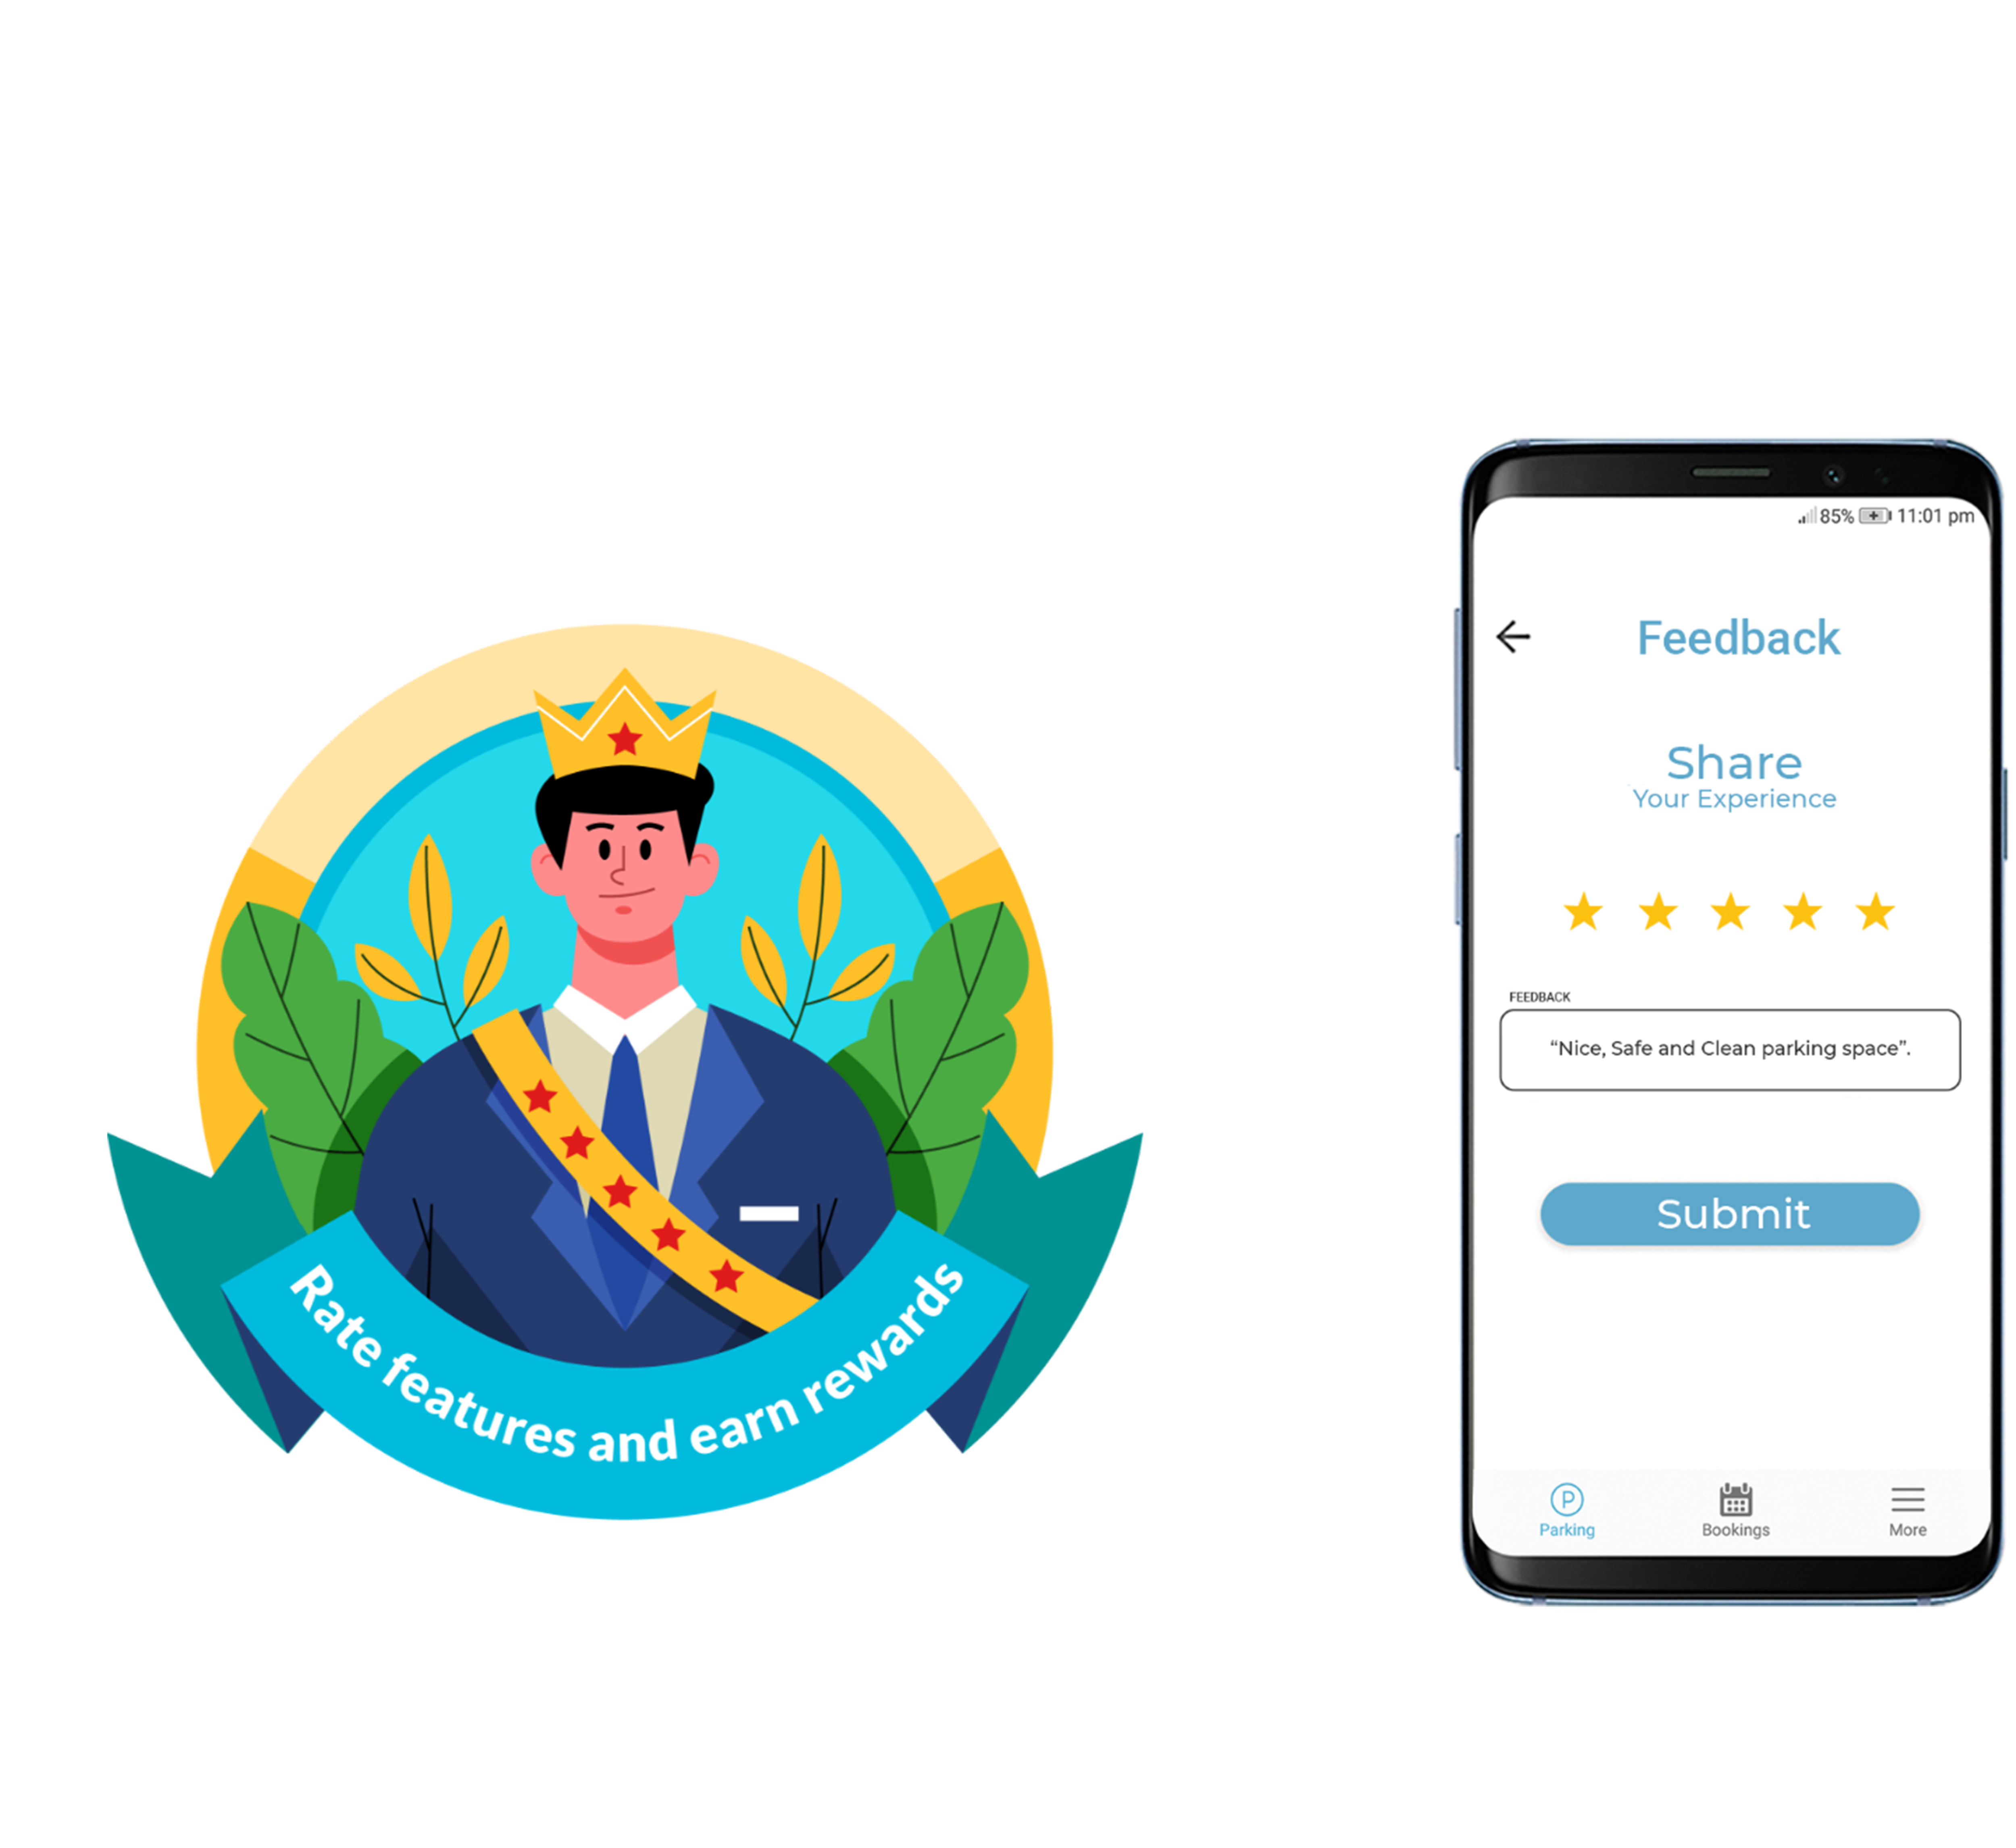 Rate features and earn rewards
85% 11:01 pm
Feedback
Share
Your Experience
FEEDBACK
“Nice, Safe and Clean parking space”.
Submit
P
Parking
Bookings
More